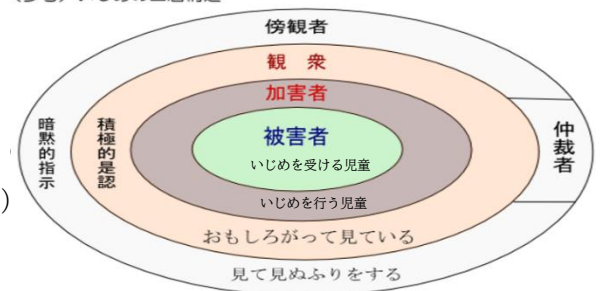 傍観者
観 衆
加害者
被害者
いじめを受ける児童
いじめを行う児童
おもしろがって見ている
見て見ぬふりをする
暗黙的指示
積極的是認
仲裁者
)